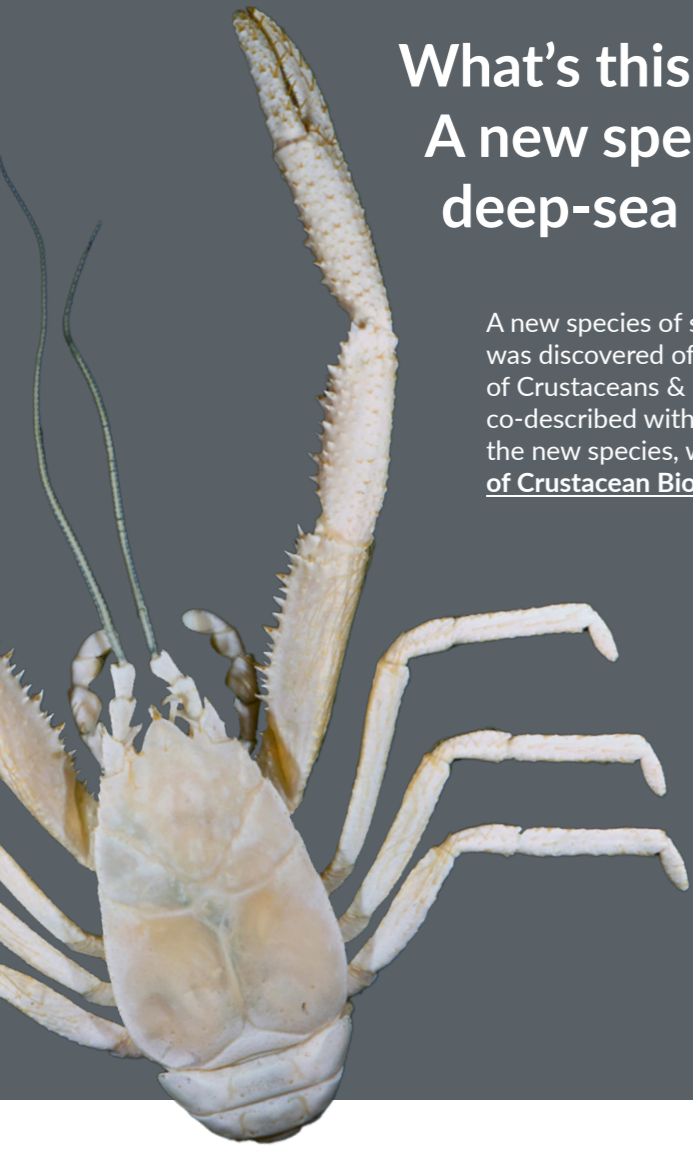 What’s this
A new spe
deep-sea
A new species of s
was discovered of
of Crustaceans &
co-described with
the new species, w
of Crustacean Bio